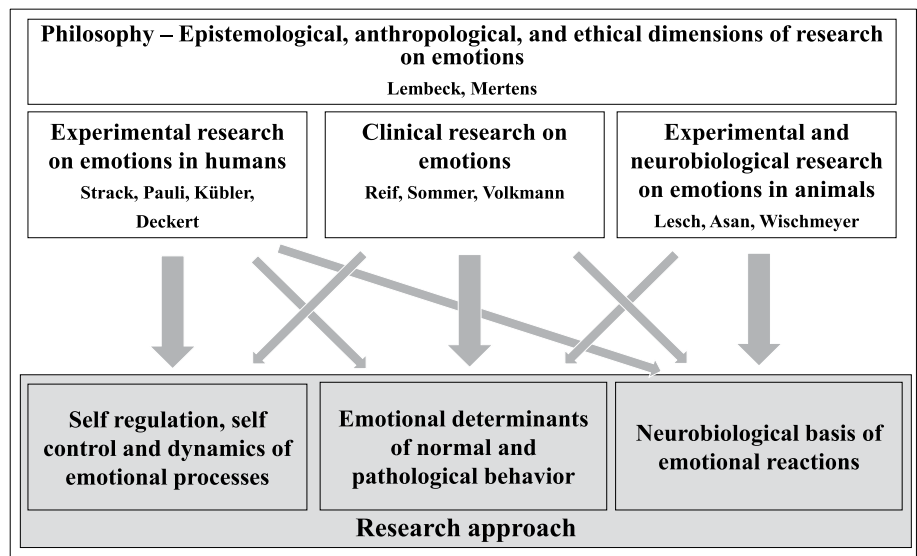 Philosophy – Epistemological, anthropological, and ethical dimensions of research
on emotions
Lembeck, Mertens
Experimental research
on emotions in humans
Strack, Pauli, Kübler,
Deckert
Clinical research on
emotions
Reif, Sommer, Volkmann
Experimental and
neurobiological research
on emotions in animals
Lesch, Asan, Wischmeyer
Self regulation, self
control and dynamics of
emotional processes
Emotional determinants
of normal and
pathological behavior
Neurobiological basis of
emotional reactions
Research approach